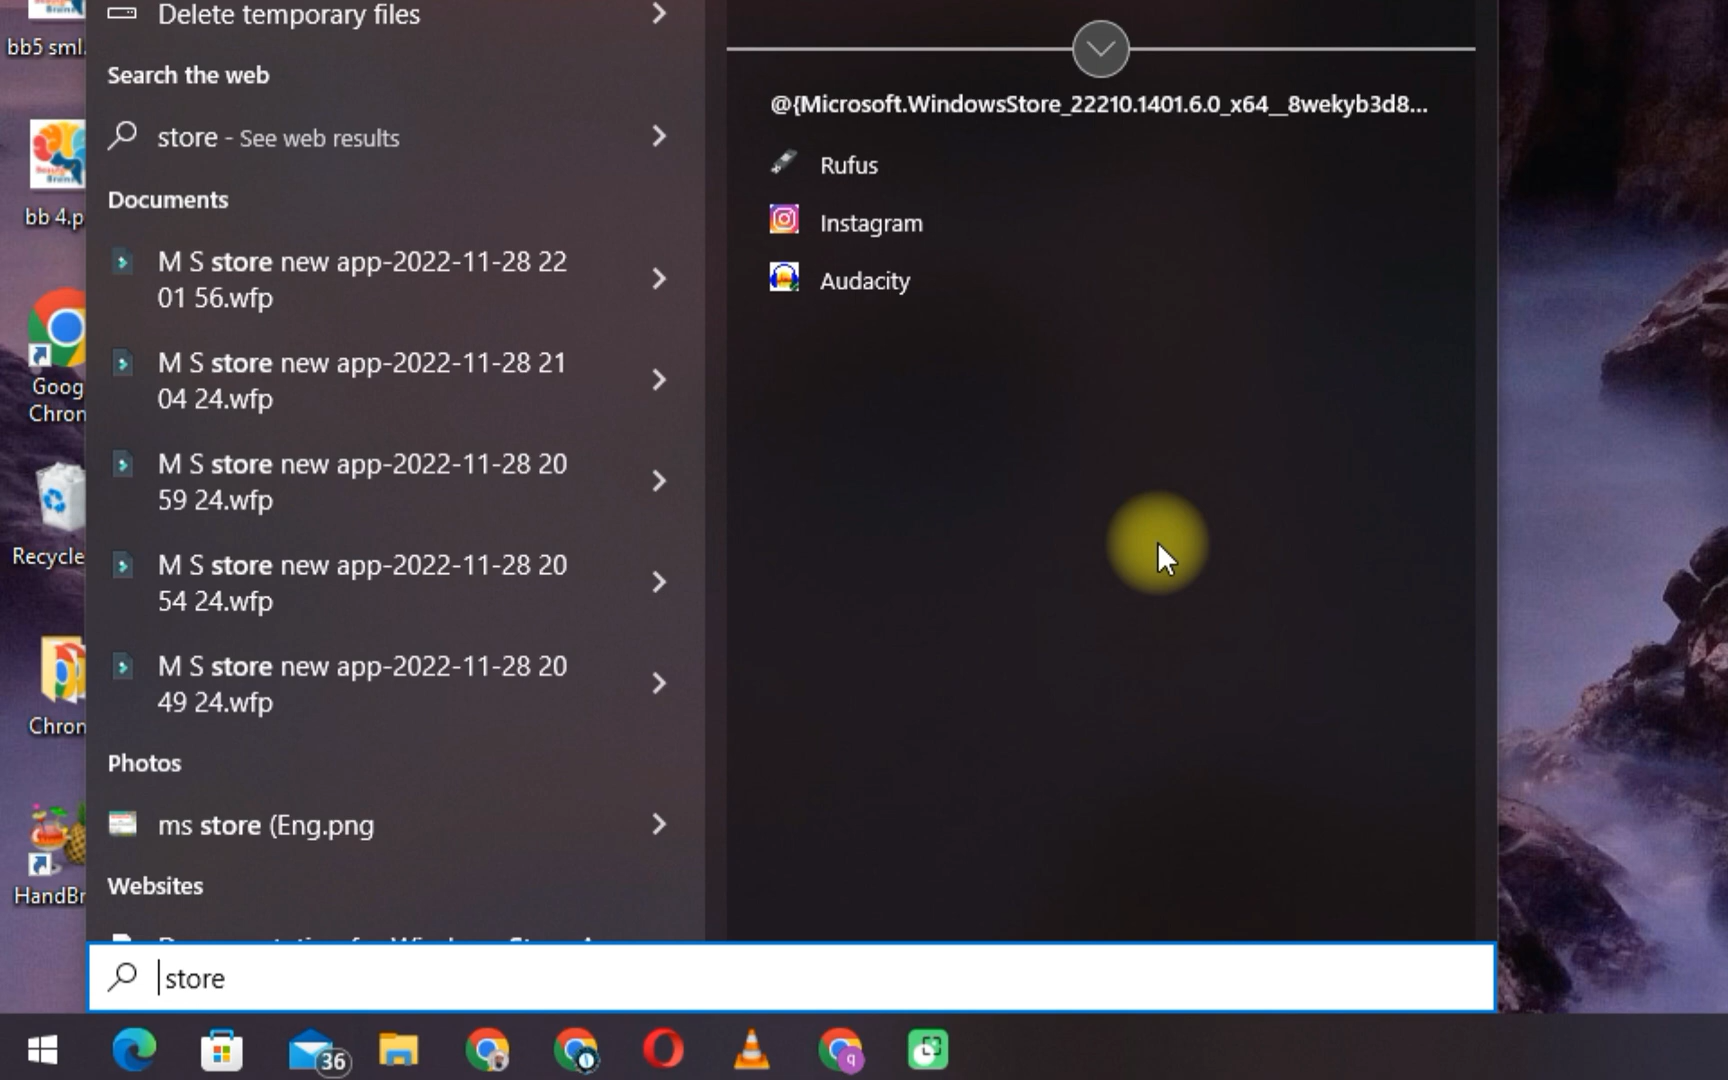 bb5 sml.
bb 4.p
Goog
Chron
Recycle
Chron
HandBr
Delete temporary files
Search the web
store - See web results
Documents
M S store new app-2022-11-28 22
01 56.wfp
M S store new app-2022-11-28 21
04 24.wfp
M S store new app-2022-11-28 20
59 24.wfp
M S store new app-2022-11-28 20
54 24.wfp
M S store new app-2022-11-28 20
49 24.wfp
Photos
ms store (Eng.png
Websites
@{Microsoft.WindowsStore_22210.1401.6.0_x64__8wekyb3d8...
Rufus
Instagram
Audacity
store
36
q